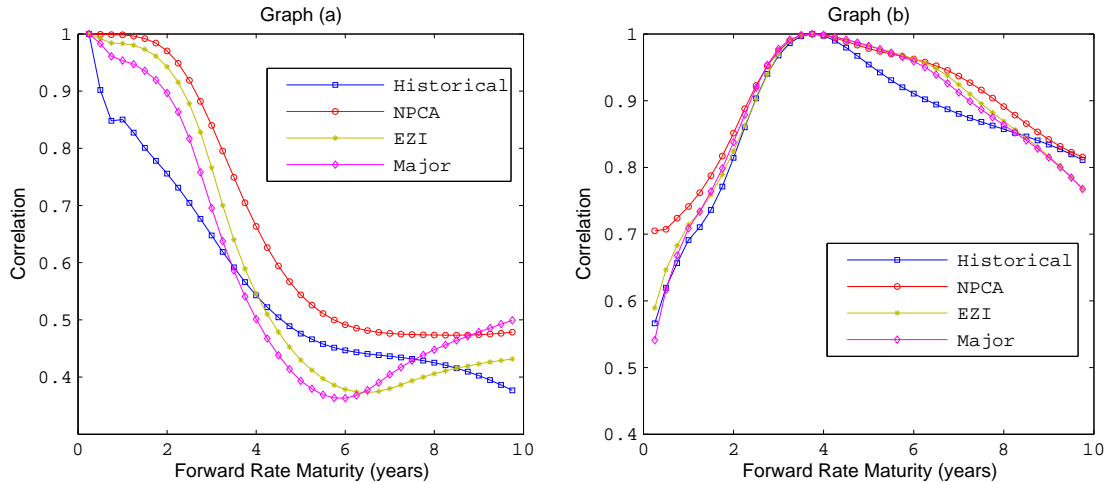 Graph (a)
Correlation
1
0.9
0.8
0.7
0.6
0.5
0.4
0 2 4 6 8 10
Forward Rate Maturity (years)
Historical
NPCA
EZI
Major
Graph (b)
Correlation
1
0.9
0.8
0.7
0.6
0.5
0.4
0 2 4 6 8 10
Forward Rate Maturity (years)
Historical
NPCA
EZI
Major